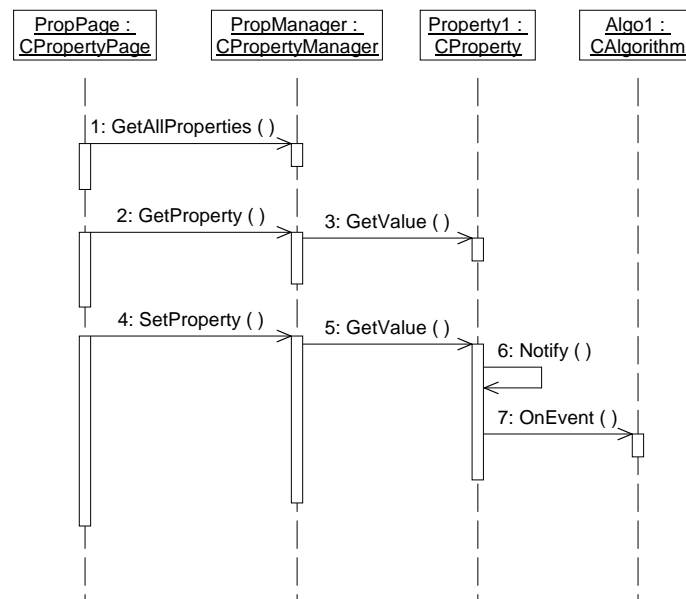 PropPage :
CPropertyPage
PropManager :
CPropertyManager
Property1 :
CProperty
Algo1 :
CAlgorithm
1: GetAllProperties ( )
2: GetProperty ( )
3: GetValue ( )
4: SetProperty ( )
5: GetValue ( )
6: Notify ( )
7: OnEvent ( )